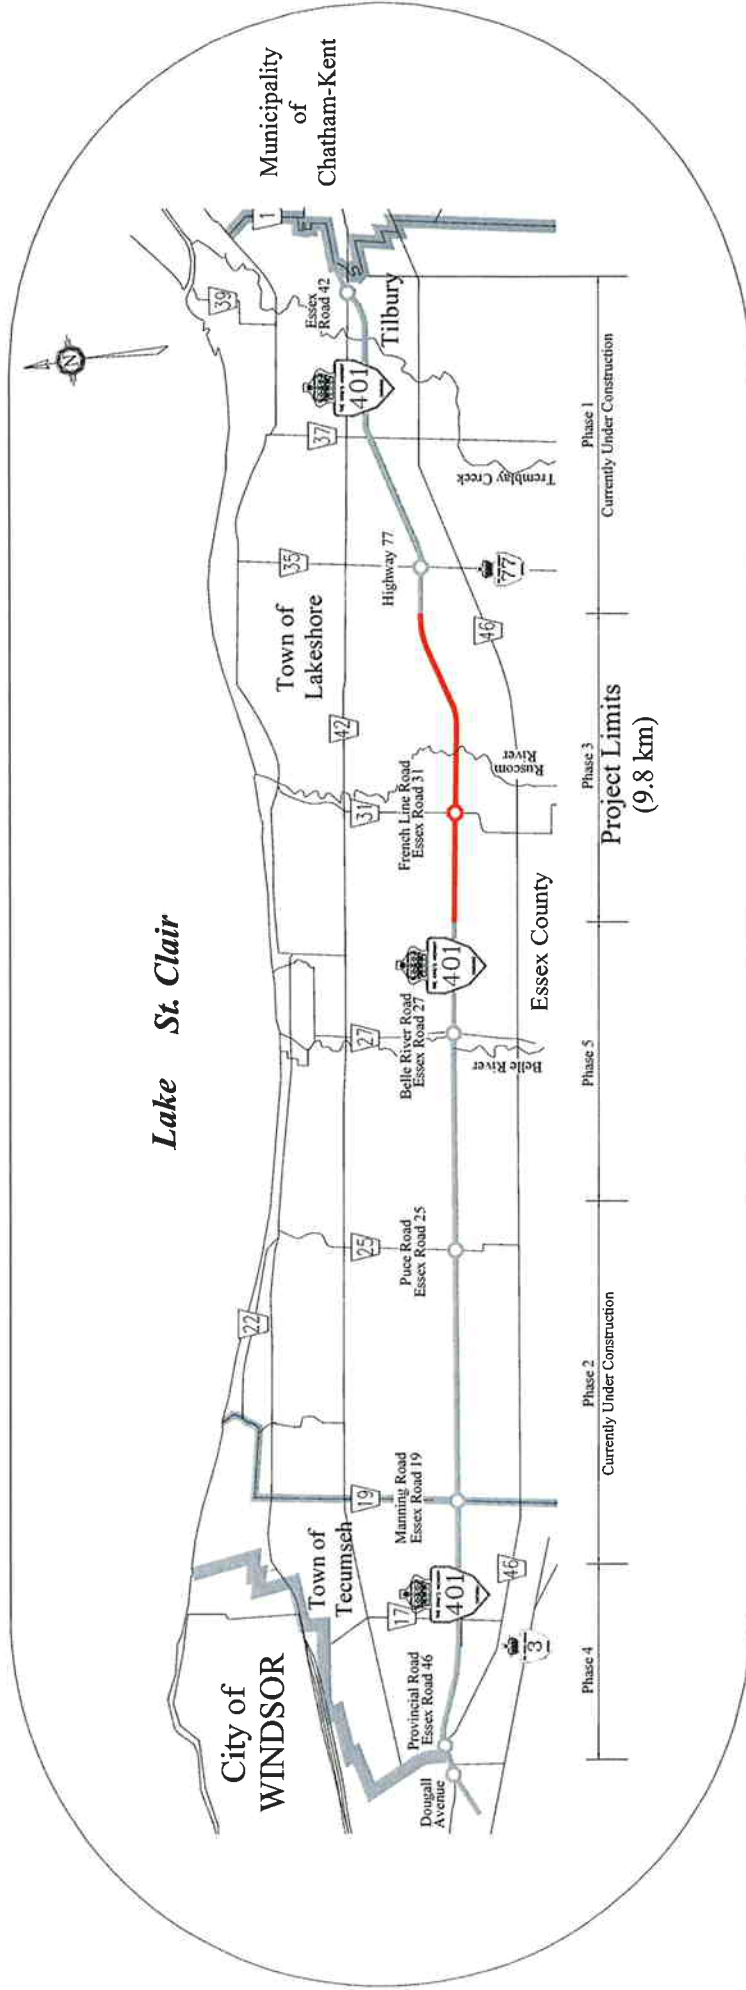 Lake St. Clair
Municipality
of
Chatham-Kent
N
City of
WINDSOR
Town of
Tecumseh
Town of
Lakeshore
Tilbury
22
39
1
19
25
27
31
42
35
37
Essex
Road 42
401
17
Dougall
Avenue
Provincial Road
Essex Road 46
Manning Road
Essex Road 19
Puce Road
Essex Road 25
Belle River Road
Essex Road 27
401
French Line Road
Essex Road 31
Highway 77
401
3
46
Belle River
Essex County
Ruscom
River
46
77
Tremblay Creek
Phase 4
Phase 2
Currently Under Construction
Phase 5
Phase 3
Project Limits
(9.8 km)
Phase 1
Currently Under Construction